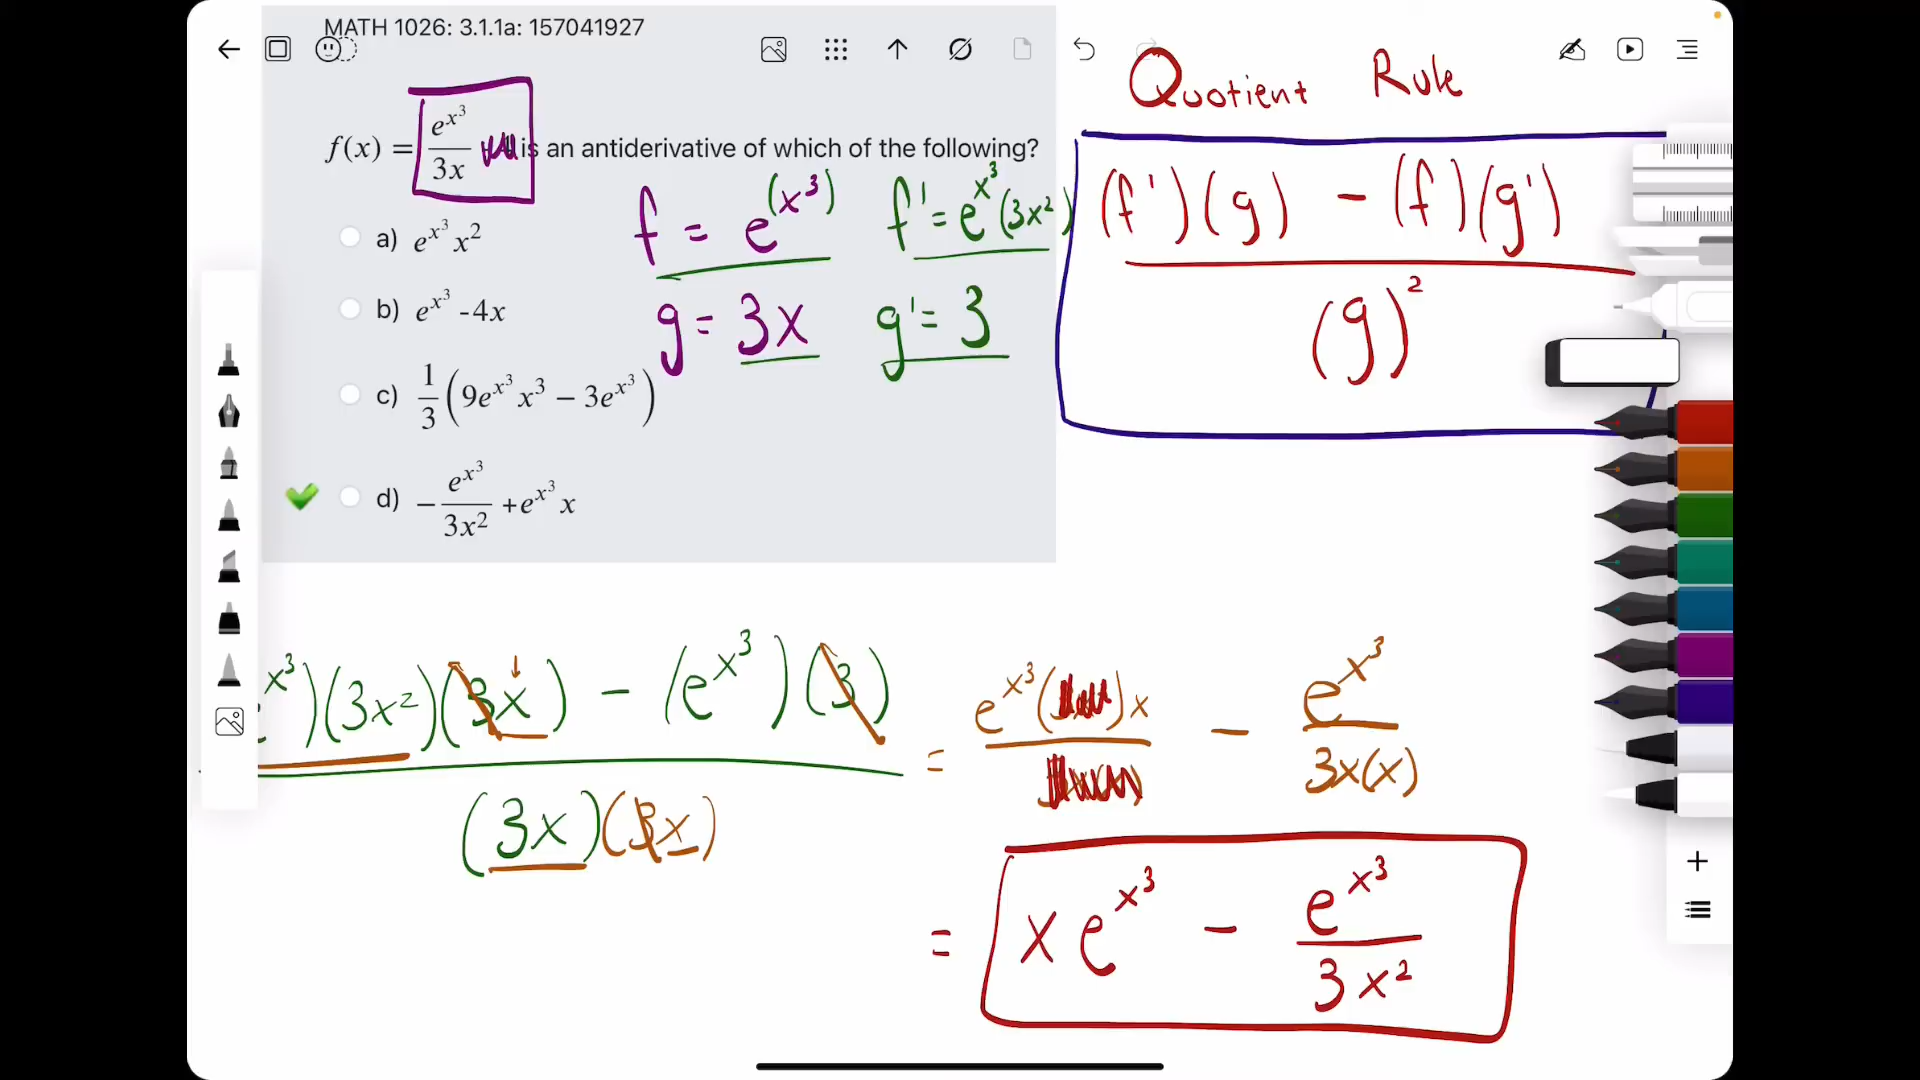 MATH 1026: 3.1.1a: 157041927
Quotient Rule
f(x) = e^{x^3}/3x is an antiderivative of which of the following?
a) e^{x^3} x^2
b) e^{x^3} -4x
c) 1/3 (9e^{x^3} x^3 − 3e^{x^3})
d) − e^{x^3}/3x^2 +e^{x^3} x
f = e^{(x^3)} f' = e^{x^3}(3x^2)
g = 3x g' = 3
(f')(g) - (f)(g')
(g)^2
x^3)(3x^2)(3x) - (e^{x^3})(3)
(3x)(3x)
= e^{x^3}( )x - e^{x^3}/3x(x)
= x e^{x^3} - e^{x^3}/3x^2